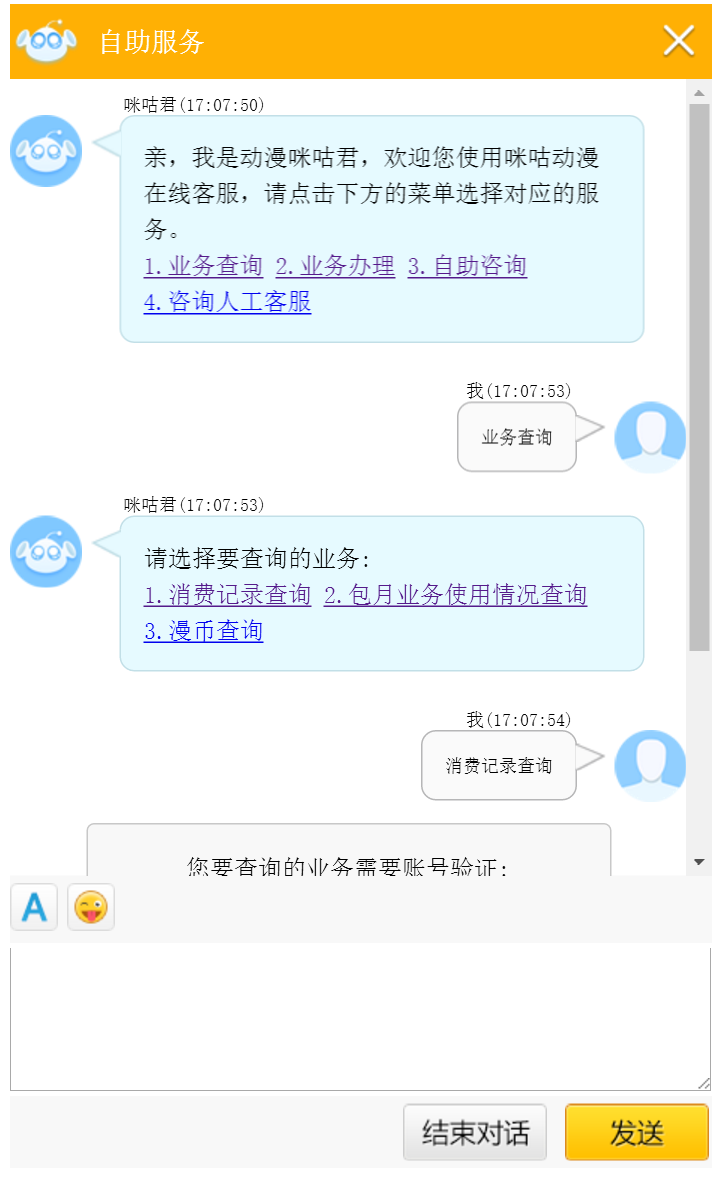 自助服务
咪咕君(17:07:50)
亲，我是动漫咪咕君，欢迎您使用咪咕动漫
在线客服，请点击下方的菜单选择对应的服
务。
1.业务查询 2.业务办理 3.自助咨询
4.咨询人工客服
我(17:07:53)
业务查询
咪咕君(17:07:53)
请选择要查询的业务:
1.消费记录查询 2.包月业务使用情况查询
3.漫币查询
我(17:07:54)
消费记录查询
您要查询的业务需要账号验证:
A
结束对话 发送